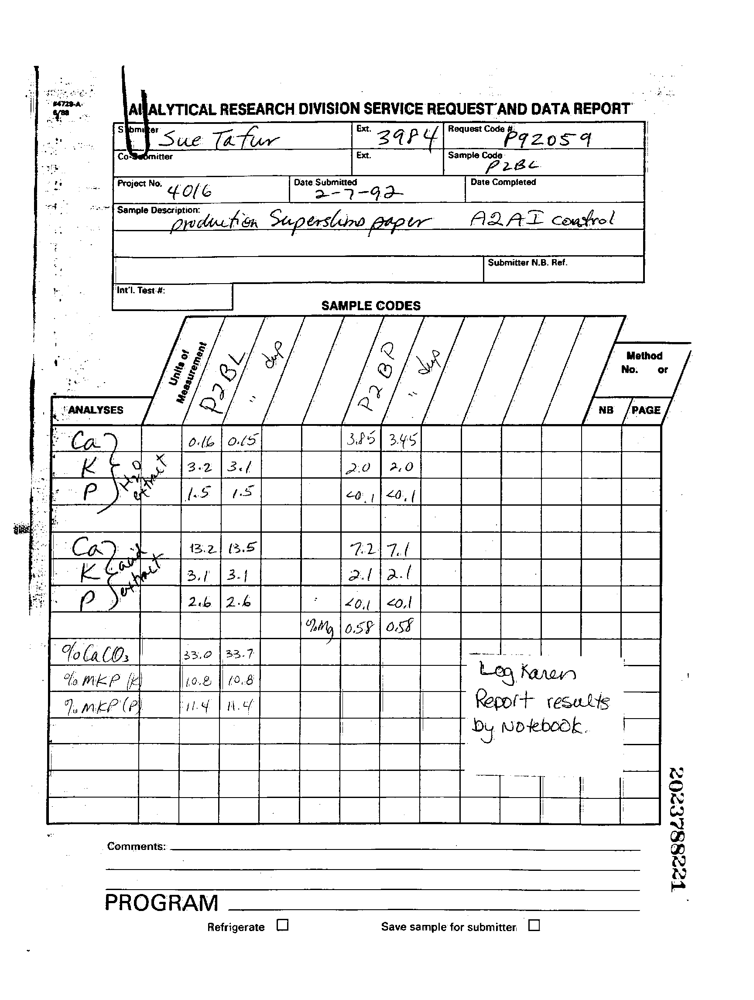 #4729-A
ANALYTICAL RESEARCH DIVISION SERVICE REQUEST AND DATA REPORT
Submitter Sue Tafur Ext. 3984 Request Code # P92059
Co-Submitter Ext. Sample Code P2BL
Project No. 4016 Date Submitted 2-7-92 Date Completed
Sample Description: production Superslims paper A2AI control
Submitter N.B. Ref.
Int'l. Test #:
SAMPLE CODES
ANALYSES Units of Measurement P2BL " dup P2BP " dup Method No. or
NB PAGE
Ca 0.16 0.15 3.85 3.45
K H2O extract 3.2 3.1 2.0 2.0
P 1.5 1.5 <0.1 <0.1
Ca 13.2 13.5 7.2 7.1
K acid extract 3.1 3.1 2.1 2.1
P 2.6 2.6 <0.1 <0.1
%Mg 0.58 0.58
% CaCO3 33.0 33.7
% MKP (K) 10.8 10.8
% MKP (P) 11.4 11.4
Log Karen
Report results
by Notebook.
2023788221
Comments:
PROGRAM
Refrigerate Save sample for submitter